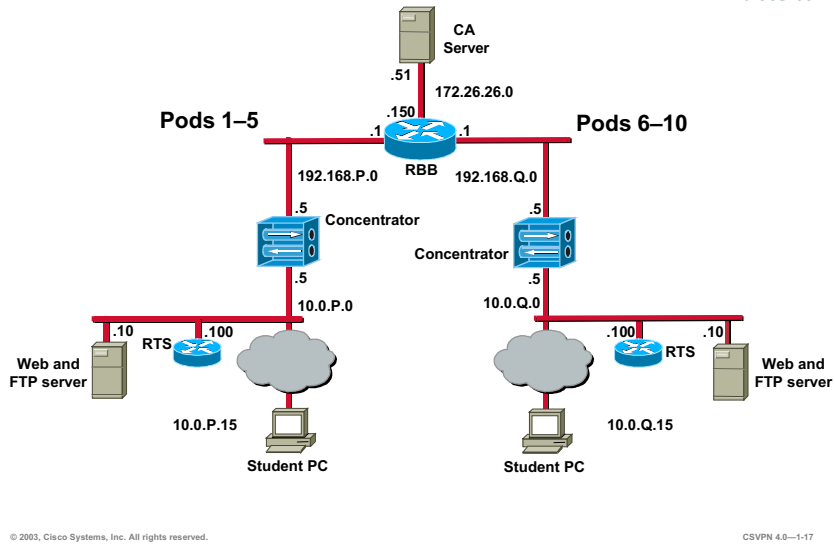 CA
Server
.51
172.26.26.0
.150
Pods 1–5
Pods 6–10
.1
.1
RBB
192.168.P.0
192.168.Q.0
.5
.5
Concentrator
Concentrator
.5
.5
10.0.P.0
10.0.Q.0
.10
.100
.100
.10
RTS
RTS
Web and
FTP server
Web and
FTP server
10.0.P.15
10.0.Q.15
Student PC
Student PC
© 2003, Cisco Systems, Inc. All rights reserved.
CSVPN 4.0—1-17